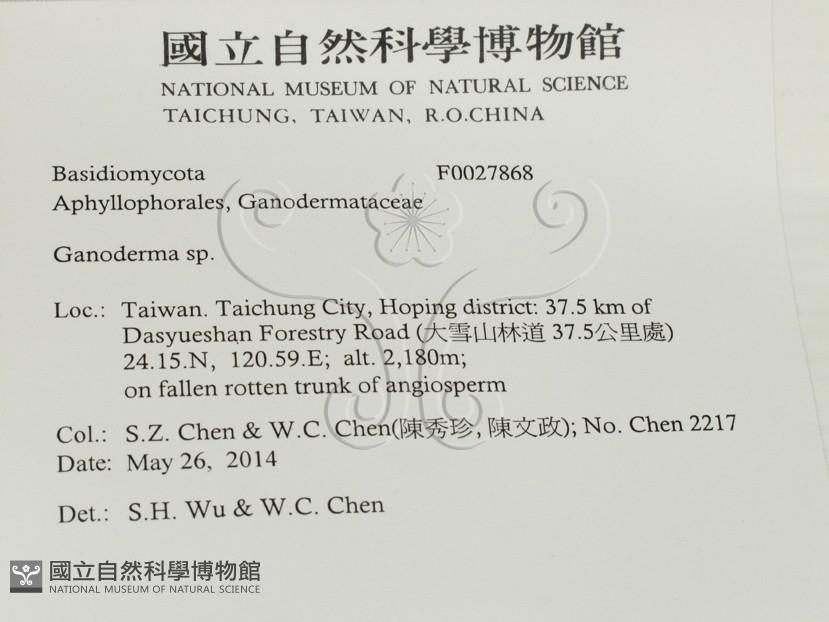 國立自然科學博物館
NATIONAL MUSEUM OF NATURAL SCIENCE
TAICHUNG, TAIWAN, R.O.CHINA
Basidiomycota F0027868
Aphyllophorales, Ganodermataceae
Ganoderma sp.
Loc.: Taiwan. Taichung City, Hoping district: 37.5 km of
Dasyueshan Forestry Road (大雪山林道 37.5公里處)
24.15.N, 120.59.E; alt. 2,180m;
on fallen rotten trunk of angiosperm
Col.: S.Z. Chen & W.C. Chen(陳秀珍, 陳文政); No. Chen 2217
Date: May 26, 2014
Det.: S.H. Wu & W.C. Chen
國立自然科學博物館
NATIONAL MUSEUM OF NATURAL SCIENCE